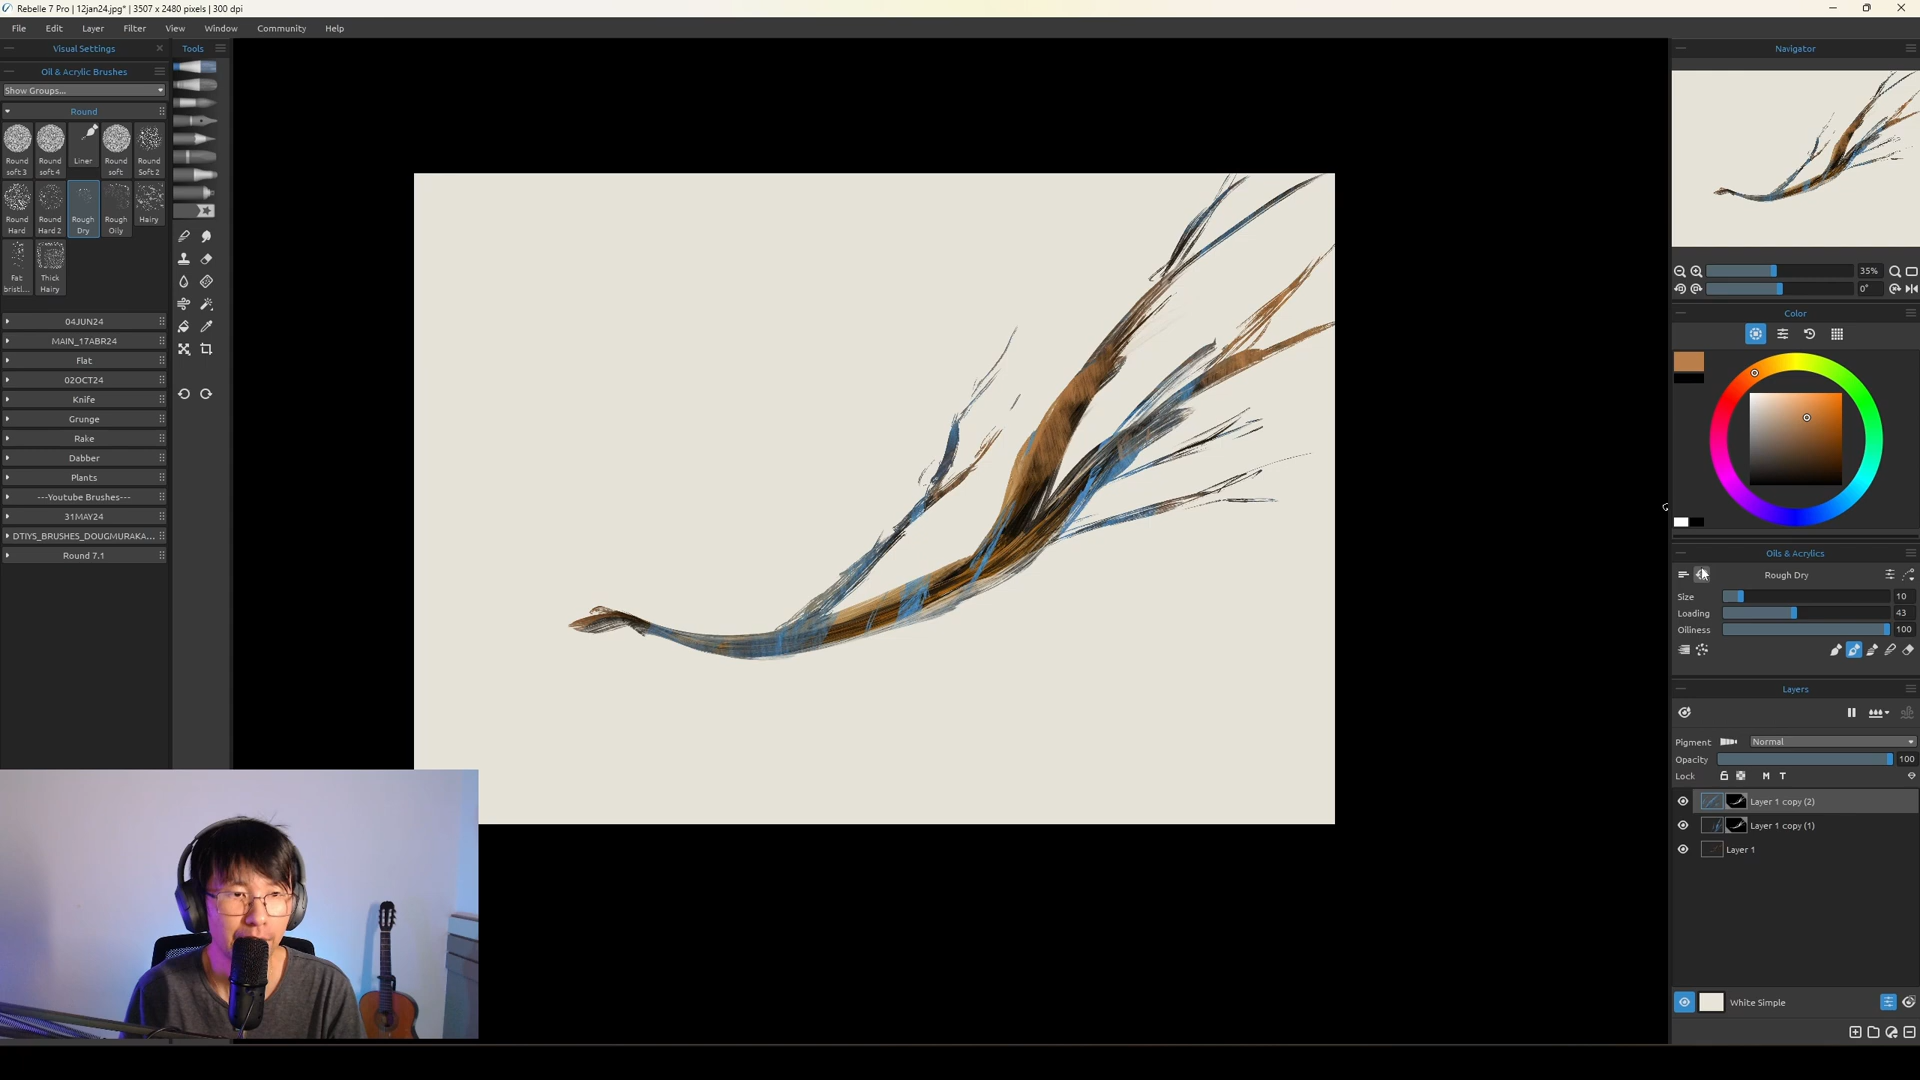 Rebelle 7 Pro | 12jan24.jpg* | 3507 x 2480 pixels | 300 dpi
File Edit Layer Filter View Window Community Help
Visual Settings
Tools
Oil & Acrylic Brushes
Show Groups...
Round
Round soft 3
Round soft 4
Liner
Round soft
Round Soft 2
Round Hard
Round Hard 2
Rough Dry
Rough Oily
Hairy
Fat bristl...
Thick Hairy
04JUN24
MAIN_17ABR24
Flat
02OCT24
Knife
Grunge
Rake
Dabber
Plants
---Youtube Brushes---
31MAY24
DTIYS_BRUSHES_DOUGMURAKA...
Round 7.1
Navigator
35%
0°
Color
Oils & Acrylics
Rough Dry
Size 10
Loading 43
Oiliness 100
Layers
Pigment Normal
Opacity 100
Lock M T
Layer 1 copy (2)
Layer 1 copy (1)
Layer 1
White Simple